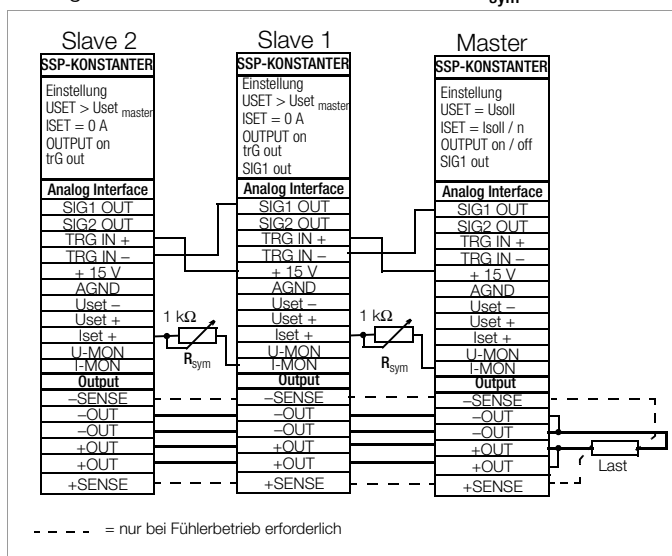 sym
Slave 2
SSP-KONSTANTER
Einstellung
USET > Uset master
ISET = 0 A
OUTPUT on
trG out
Analog Interface
SIG1 OUT
SIG2 OUT
TRG IN +
TRG IN –
+ 15 V
AGND
Uset –
Uset +
Iset +
U-MON
I-MON
Output
–SENSE
–OUT
–OUT
+OUT
+OUT
+SENSE
1 kΩ
Rsym
Slave 1
SSP-KONSTANTER
Einstellung
USET > Uset master
ISET = 0 A
OUTPUT on
trG out
SIG1 out
Analog Interface
SIG1 OUT
SIG2 OUT
TRG IN +
TRG IN –
+ 15 V
AGND
Uset –
Uset +
Iset +
U-MON
I-MON
Output
–SENSE
–OUT
–OUT
+OUT
+OUT
+SENSE
1 kΩ
Rsym
Master
SSP-KONSTANTER
Einstellung
USET = Usoll
ISET = Isoll / n
OUTPUT on / off
SIG1 out
Analog Interface
SIG1 OUT
SIG2 OUT
TRG IN +
TRG IN –
+ 15 V
AGND
Uset –
Uset +
Iset +
U-MON
I-MON
Output
–SENSE
–OUT
–OUT
+OUT
+OUT
+SENSE
Last
= nur bei Fühlerbetrieb erforderlich